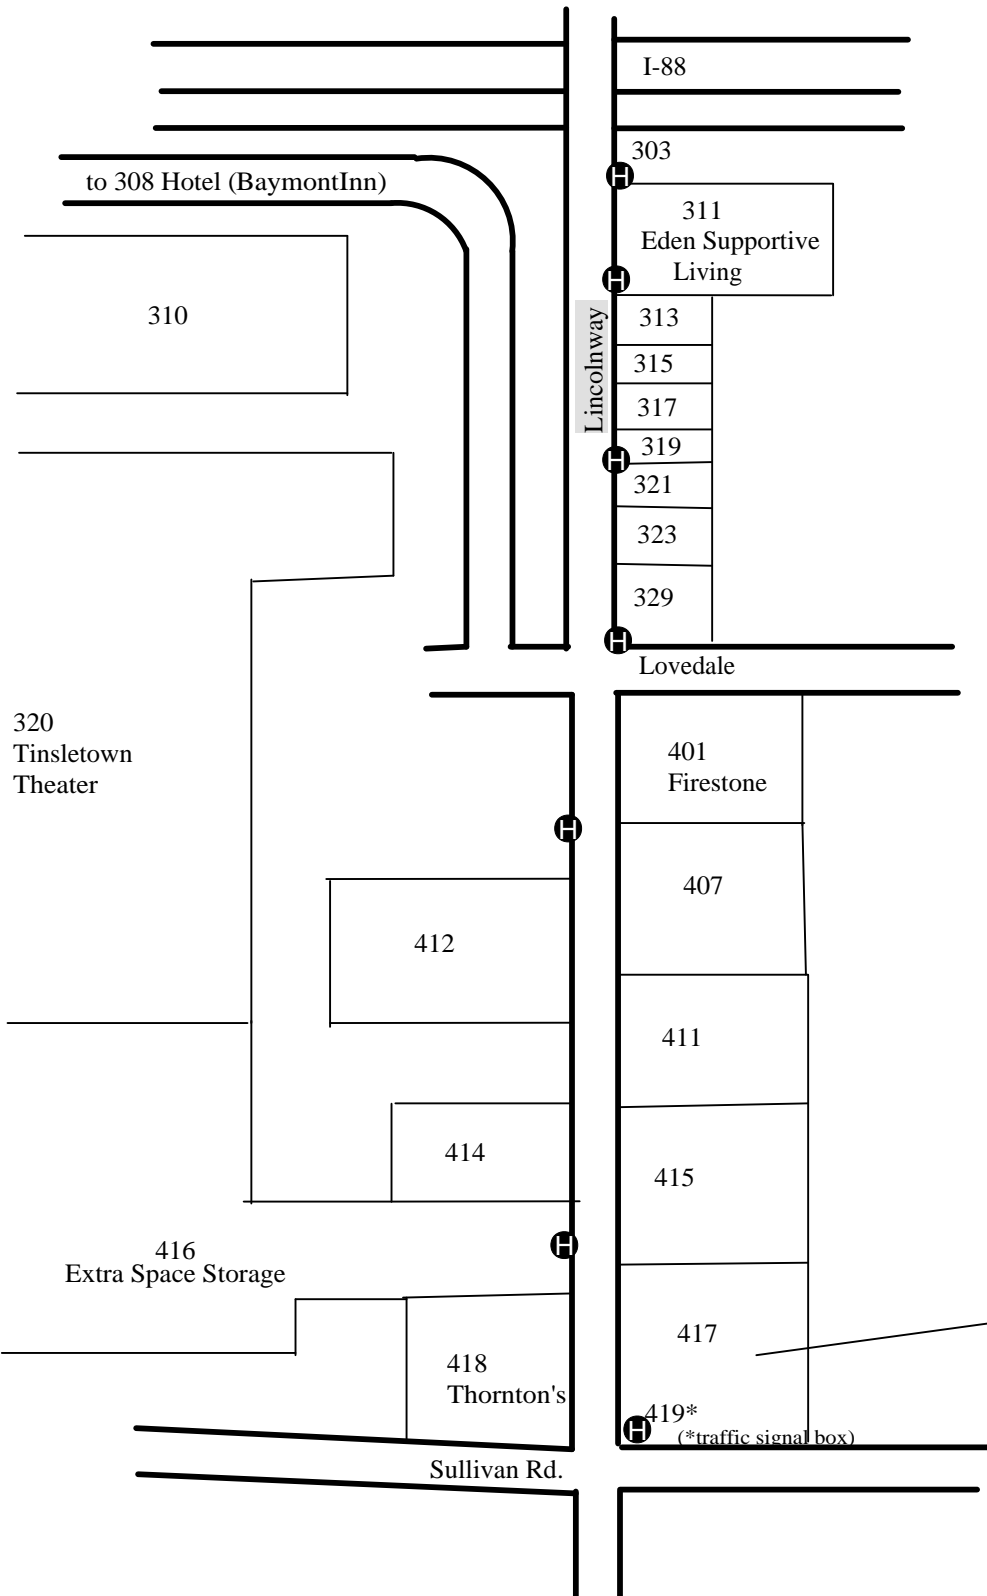 I-88
303
H
to 308 Hotel (BaymontInn)
311
Eden Supportive
Living
H
310
Lincolnway
313
315
317
319
H
321
323
329
H
Lovedale
320
Tinsletown
Theater
401
Firestone
H
407
412
411
414
415
H
416
Extra Space Storage
417
418
Thornton's
419*
H
(*traffic signal box)
Sullivan Rd.